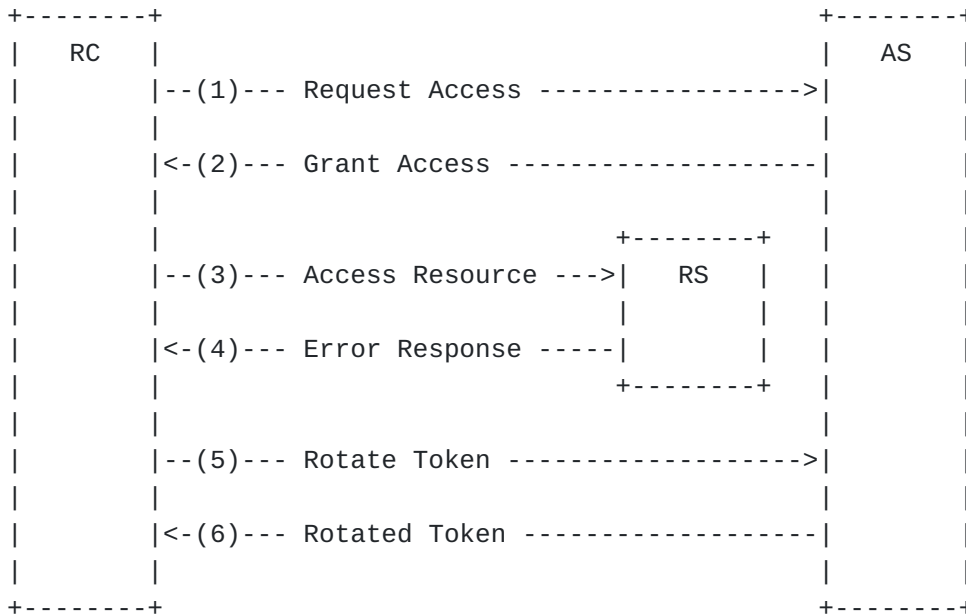 RC AS
(1) Request Access
(2) Grant Access
(3) Access Resource RS
(4) Error Response
(5) Rotate Token
(6) Rotated Token